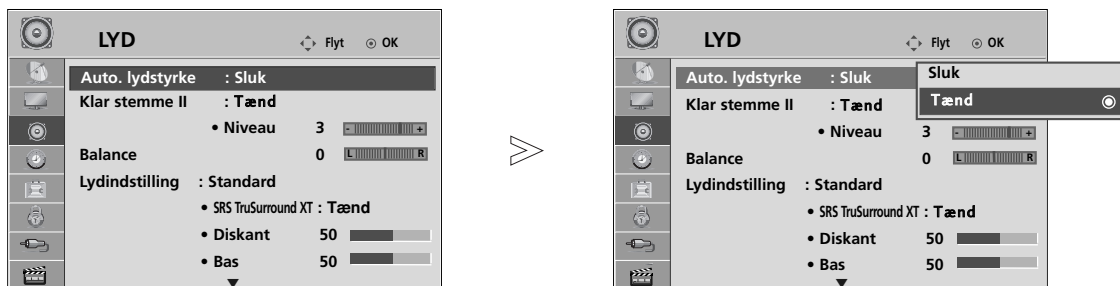 LYD
Flyt OK
Auto. lydstyrke : Sluk
Klar stemme II : Tænd
• Niveau 3 - +
Balance 0 L R
Lydindstilling : Standard
• SRS TruSurround XT : Tænd
• Diskant 50
• Bas 50
LYD
Flyt OK
Auto. lydstyrke : Sluk
Sluk
Tænd
Klar stemme II : Tænd
• Niveau 3 - +
Balance 0 L R
Lydindstilling : Standard
• SRS TruSurround XT : Tænd
• Diskant 50
• Bas 50